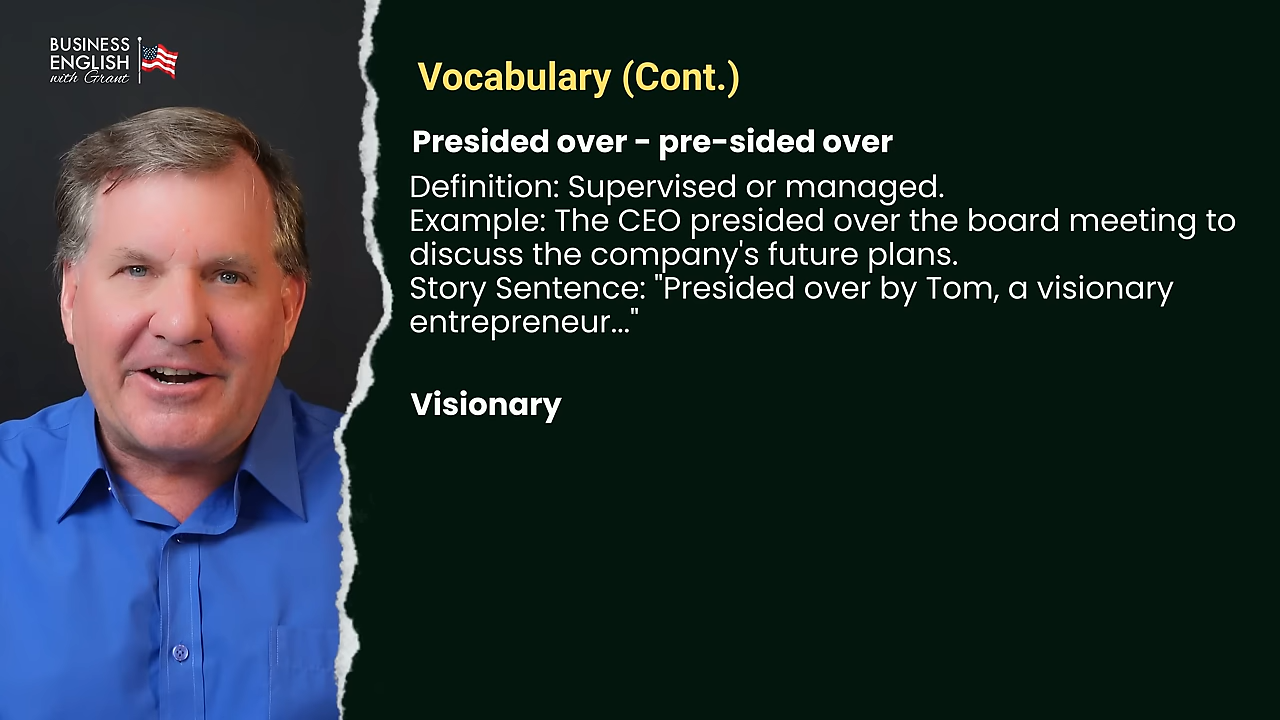 BUSINESS
ENGLISH
with Grant
Vocabulary (Cont.)
Presided over - pre-sided over
Definition: Supervised or managed.
Example: The CEO presided over the board meeting to
discuss the company's future plans.
Story Sentence: "Presided over by Tom, a visionary
entrepreneur..."
Visionary